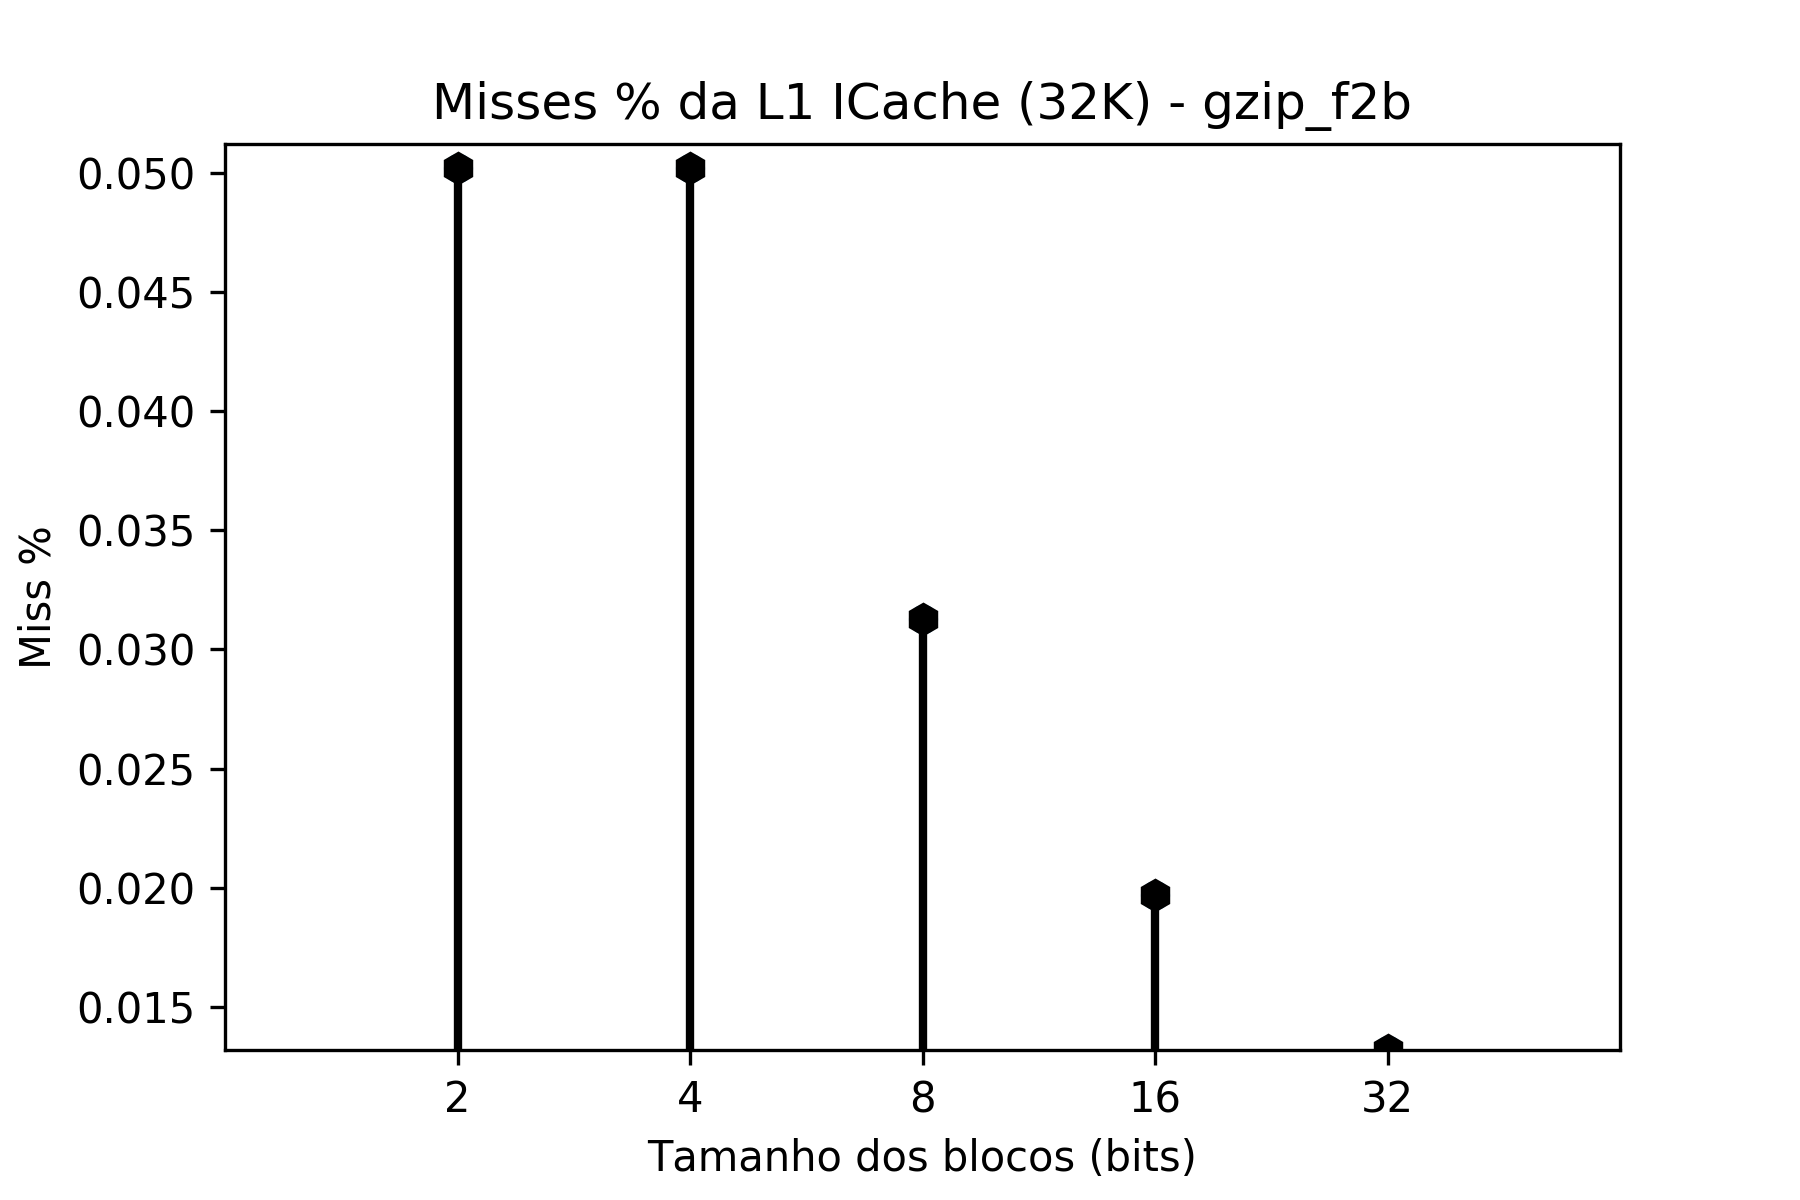 Misses % da L1 ICache (32K) - gzip_f2b
0.050
0.045
0.040
0.035
0.030
0.025
0.020
0.015
Miss %
2 4 8 16 32
Tamanho dos blocos (bits)